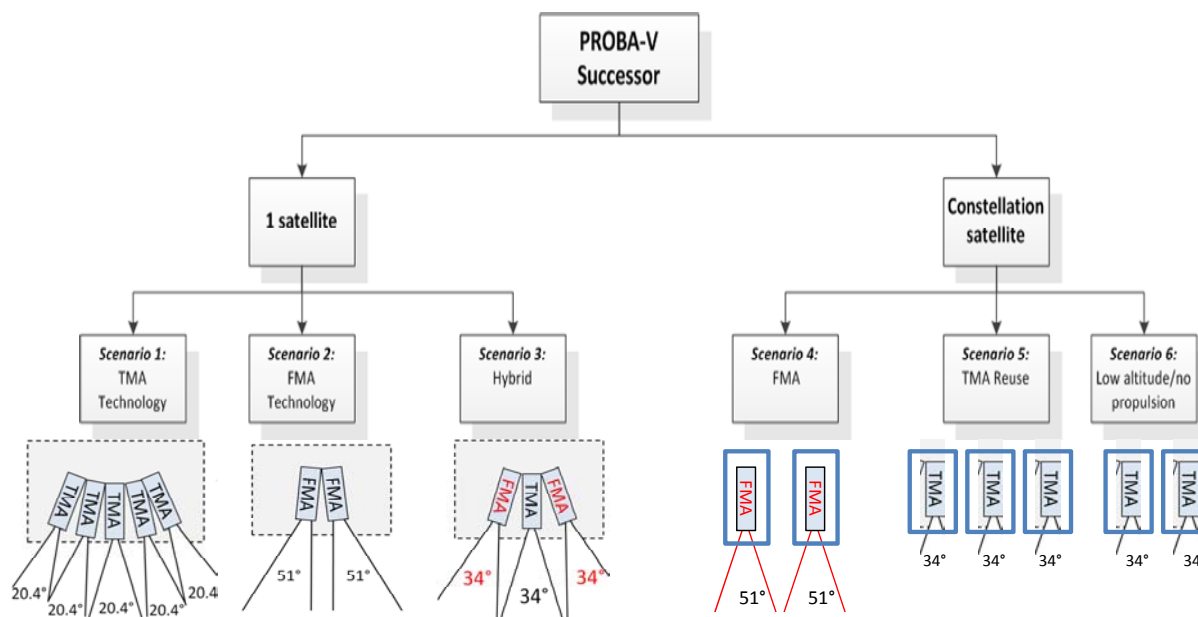 PROBA-V
Successor
1 satellite
Constellation
satellite
Scenario 1:
TMA
Technology
Scenario 2:
FMA
Technology
Scenario 3:
Hybrid
Scenario 4:
FMA
Scenario 5:
TMA Reuse
Scenario 6:
Low altitude/no
propulsion
TMA
TMA
TMA
TMA
TMA
FMA
FMA
FMA
TMA
FMA
FMA
FMA
TMA
TMA
TMA
TMA
TMA
20.4°
20.4°
20.4°
20.4°
20.4°
51°
51°
34°
34°
34°
51°
51°
34°
34°
34°
34°
34